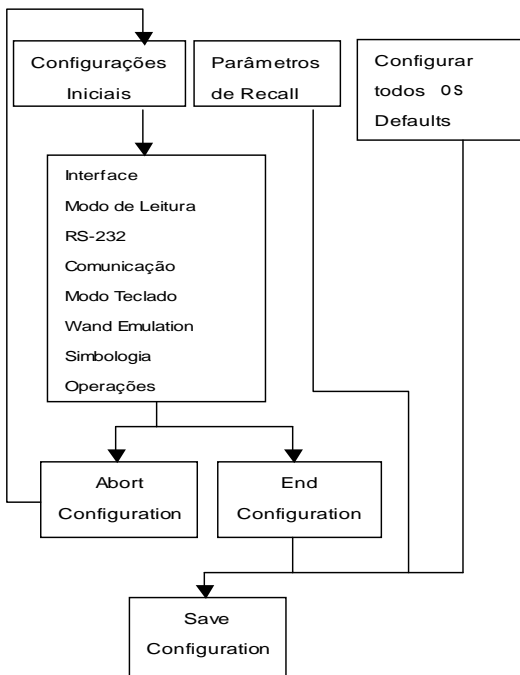 Configurações
Iniciais
Parâmetros
de Recall
Configurar
todos os
Defaults
Interface
Modo de Leitura
RS-232
Comunicação
Modo Teclado
Wand Emulation
Simbologia
Operações
Abort
Configuration
End
Configuration
Save
Configuration